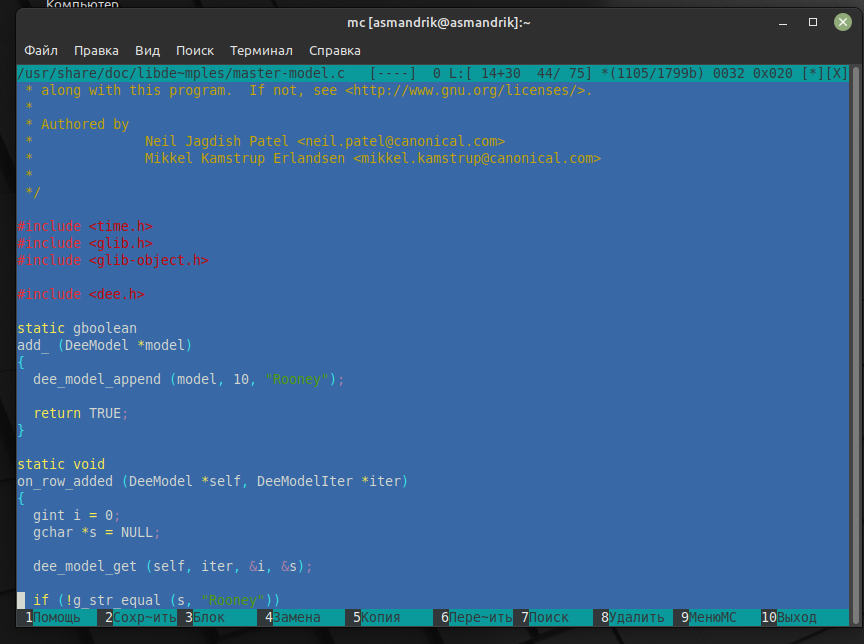 Компьютер
mc [asmandrik@asmandrik]:~
Файл Правка Вид Поиск Терминал Справка
/usr/share/doc/libde~mples/master-model.c   [----]  0 L:[ 14+30  44/ 75] *(1105/1799b) 0032 0x020 [*][X]
 * along with this program.  If not, see <http://www.gnu.org/licenses/>.
 *
 * Authored by
 *              Neil Jagdish Patel <neil.patel@canonical.com>
 *              Mikkel Kamstrup Erlandsen <mikkel.kamstrup@canonical.com>
 *
 */
#include <time.h>
#include <glib.h>
#include <glib-object.h>
#include <dee.h>
static gboolean
add_ (DeeModel *model)
{
  dee_model_append (model, 10, "Rooney");
  return TRUE;
}
static void
on_row_added (DeeModel *self, DeeModelIter *iter)
{
  gint i = 0;
  gchar *s = NULL;
  dee_model_get (self, iter, &i, &s);
  if (!g_str_equal (s, "Rooney"))
1Помощь 2Сохр~ить 3Блок 4Замена 5Копия 6Пере~ить 7Поиск 8Удалить 9МенюМС 10Выход